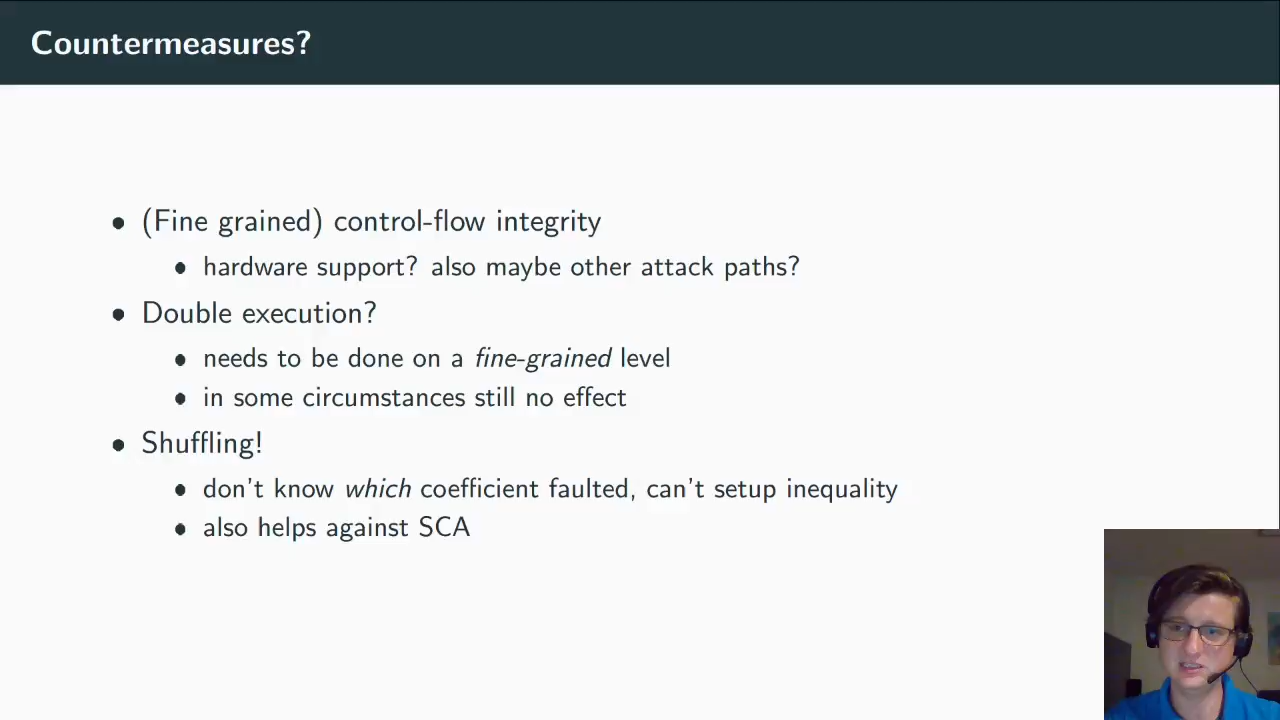 Countermeasures?
• (Fine grained) control-flow integrity
• hardware support? also maybe other attack paths?
• Double execution?
• needs to be done on a fine-grained level
• in some circumstances still no effect
• Shuffling!
• don't know which coefficient faulted, can't setup inequality
• also helps against SCA